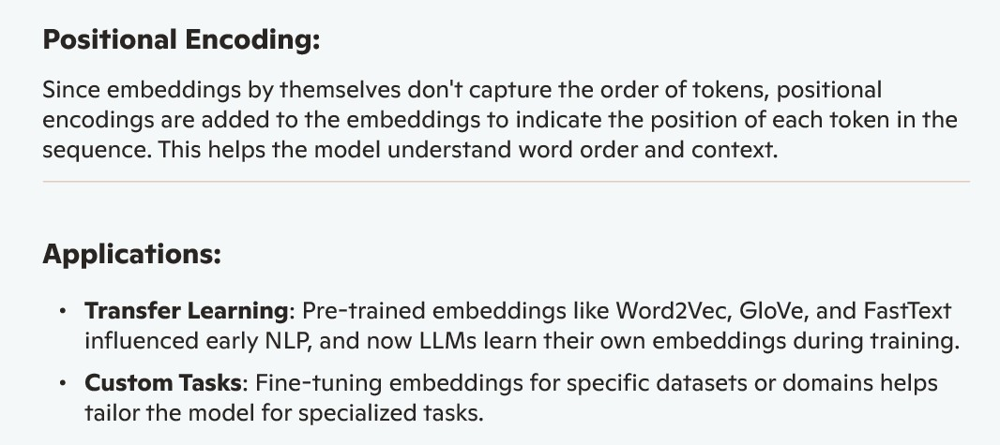 Positional Encoding:
Since embeddings by themselves don't capture the order of tokens, positional
encodings are added to the embeddings to indicate the position of each token in the
sequence. This helps the model understand word order and context.
Applications:
• Transfer Learning: Pre-trained embeddings like Word2Vec, GloVe, and FastText
influenced early NLP, and now LLMs learn their own embeddings during training.
• Custom Tasks: Fine-tuning embeddings for specific datasets or domains helps
tailor the model for specialized tasks.